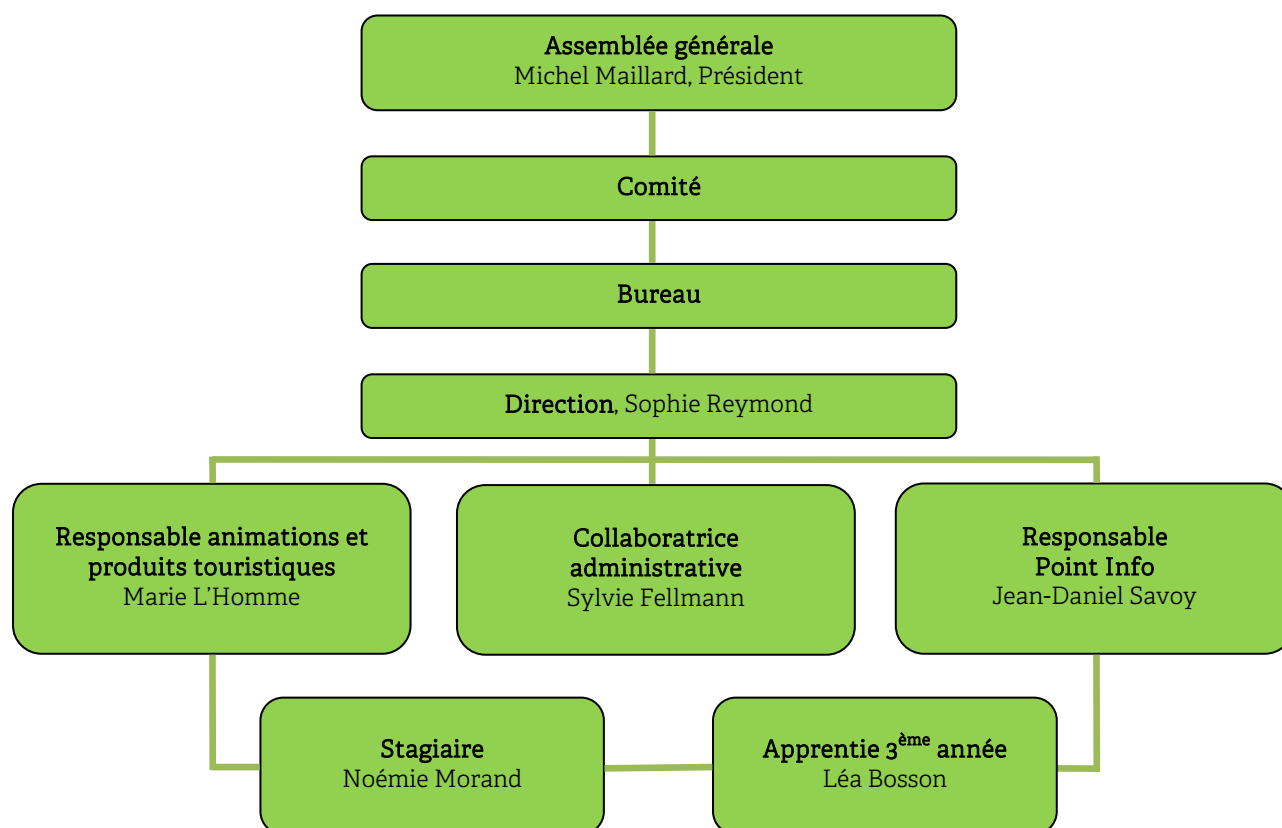 Assemblée générale
Michel Maillard, Président
Comité
Bureau
Direction, Sophie Reymond
Responsable animations et
produits touristiques
Marie L'Homme
Collaboratrice
administrative
Sylvie Fellmann
Responsable
Point Info
Jean-Daniel Savoy
Stagiaire
Noémie Morand
Apprentie 3ème année
Léa Bosson